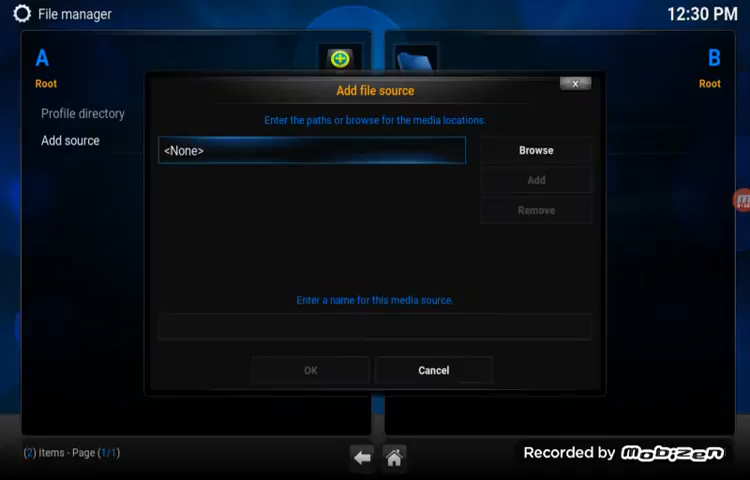 File manager
12:30 PM
A
B
Root
Root
Profile directory
Add source
Add file source
x
Enter the paths or browse for the media locations.
<None>
Browse
Add
Remove
Enter a name for this media source.
OK
Cancel
(2) Items - Page (1/1)
Recorded by Mobizen